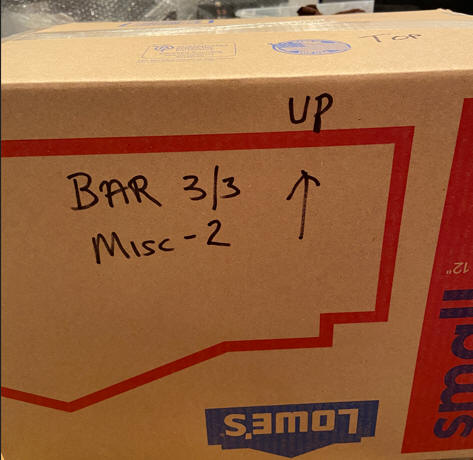 TOP
UP
BAR 3/3
MISC-2
12"
small
LOWE'S